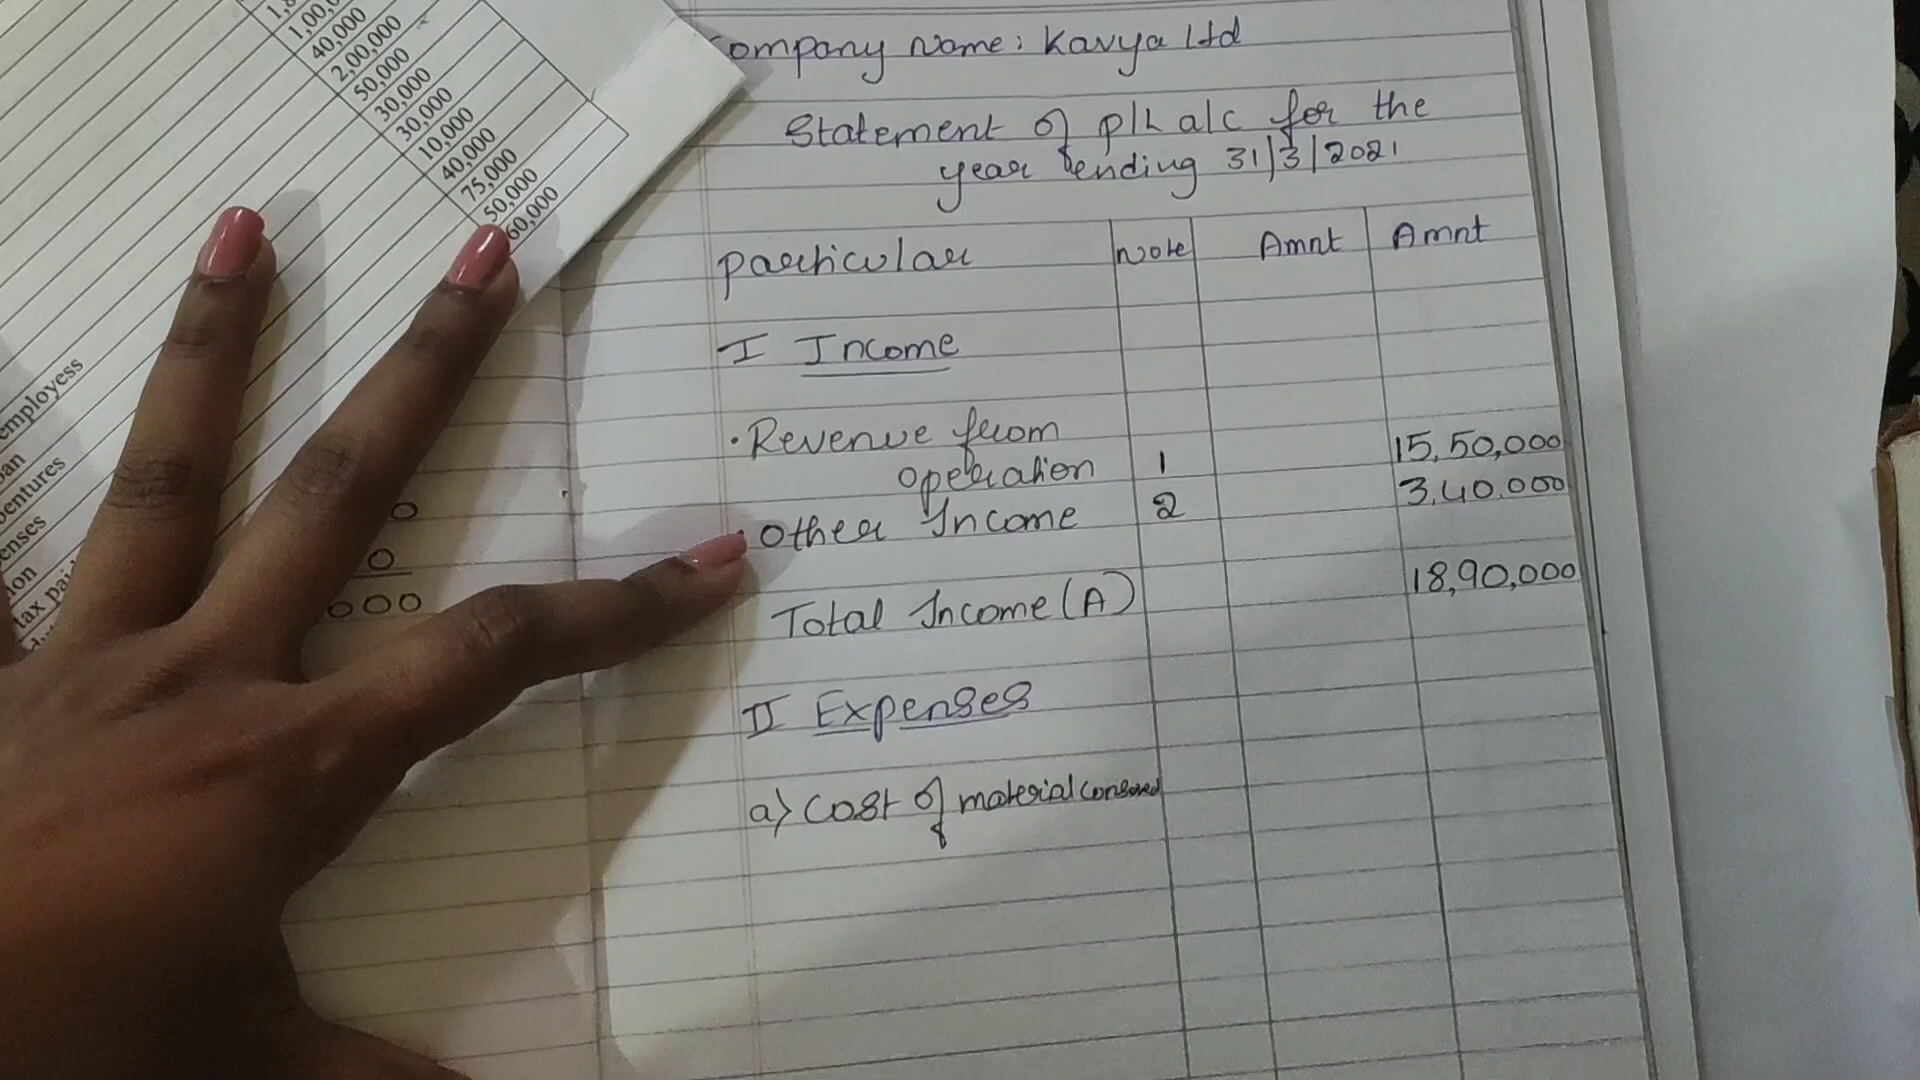 1,00,
40,000
2,00,000
50,000
30,000
30,000
10,000
40,000
75,000
50,000
60,000
employess
entures
enses
ion
tax pai
0
0
000
ompany Name: Kavya Ltd
Statement of P/L a/c for the
year ending 31/3/2021
Particular Note Amnt Amnt
I Income
• Revenue from
operation 1 15,50,000
• Other Income 2 3,40,000
Total Income (A) 18,90,000
II Expenses
a) Cost of material